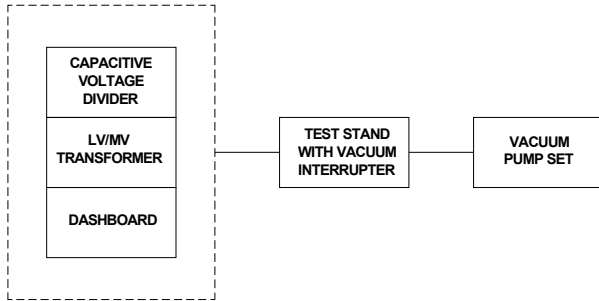 CAPACITIVE
VOLTAGE
DIVIDER
LV/MV
TRANSFORMER
DASHBOARD
TEST STAND
WITH VACUUM
INTERRUPTER
VACUUM
PUMP SET